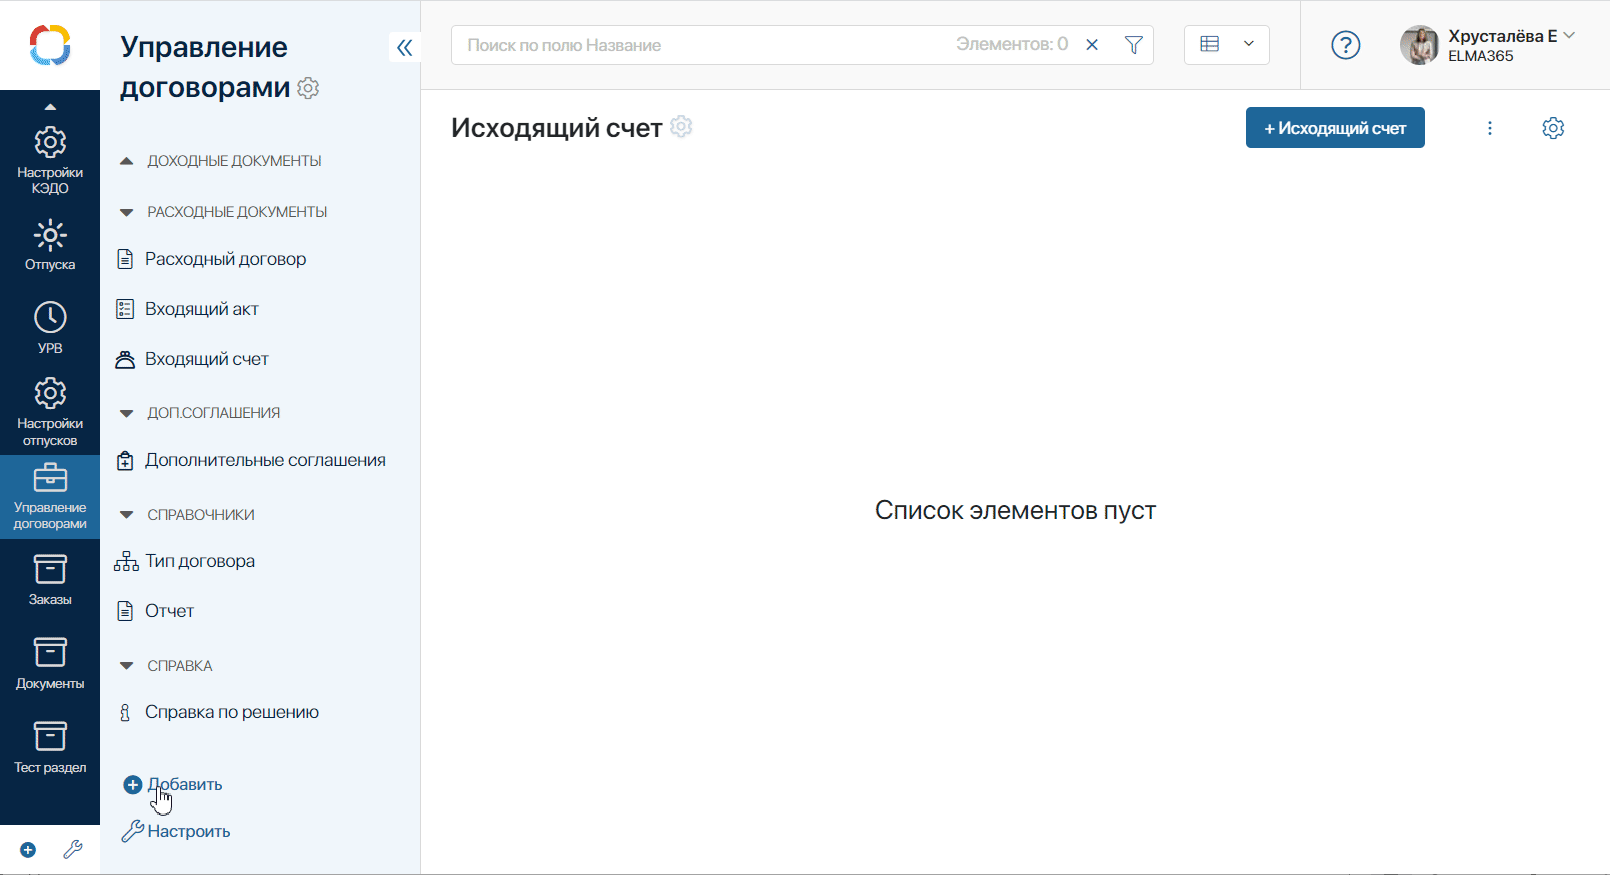 Настройки
КЭДО
Отпуска
УРВ
Настройки
отпусков
Управление
договорами
Заказы
Документы
Тест раздел
Управление
договорами
ДОХОДНЫЕ ДОКУМЕНТЫ
РАСХОДНЫЕ ДОКУМЕНТЫ
Расходный договор
Входящий акт
Входящий счет
ДОП.СОГЛАШЕНИЯ
Дополнительные соглашения
СПРАВОЧНИКИ
Тип договора
Отчет
СПРАВКА
Справка по решению
Добавить
Настроить
Поиск по полю Название
Элементов: 0
Хрусталёва Е
ELMA365
Исходящий счет
+ Исходящий счет
Список элементов пуст